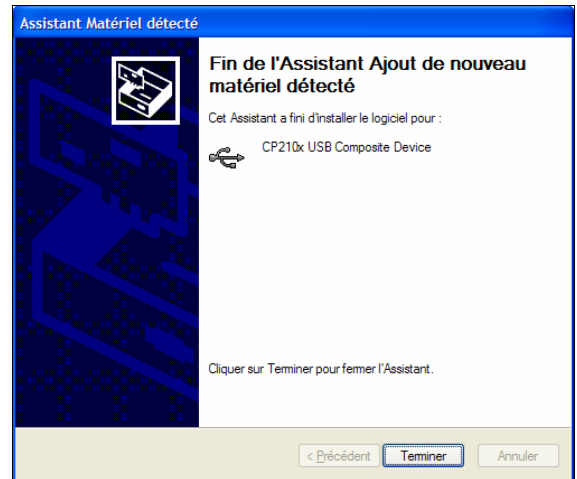 Assistant Matériel détecté
Fin de l'Assistant Ajout de nouveau
matériel détecté
Cet Assistant a fini d'installer le logiciel pour :
CP210x USB Composite Device
Cliquer sur Terminer pour fermer l'Assistant.
< Précédent Terminer Annuler